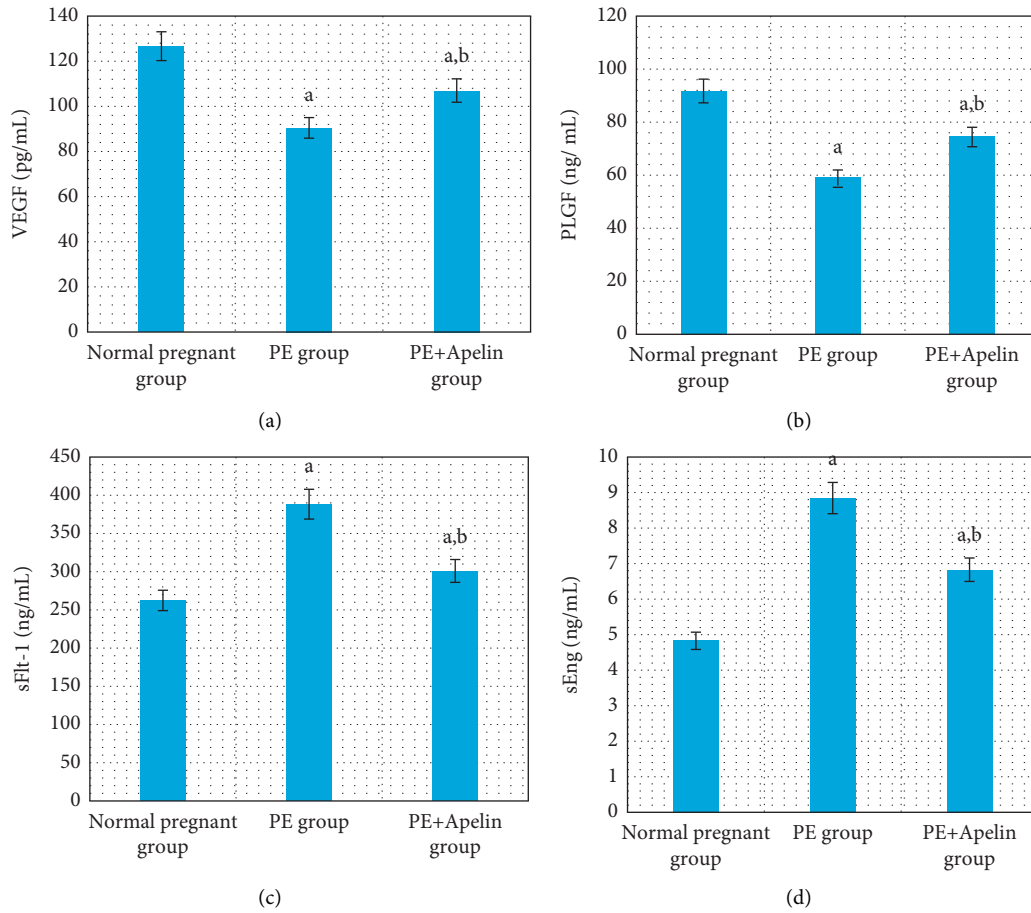 VEGF (pg/mL)
140
120
100
80
60
40
20
0
a
a,b
Normal pregnant
group
PE group
PE+Apelin
group
(a)
PLGF (ng/ mL)
120
100
80
60
40
20
0
a
a,b
Normal pregnant
group
PE group
PE+Apelin
group
(b)
sFlt-1 (ng/mL)
450
400
350
300
250
200
150
100
50
0
a
a,b
Normal pregnant
group
PE group
PE+Apelin
group
(c)
sEng (ng/mL)
10
9
8
7
6
5
4
3
2
1
0
a
a,b
Normal pregnant
group
PE group
PE+Apelin
group
(d)